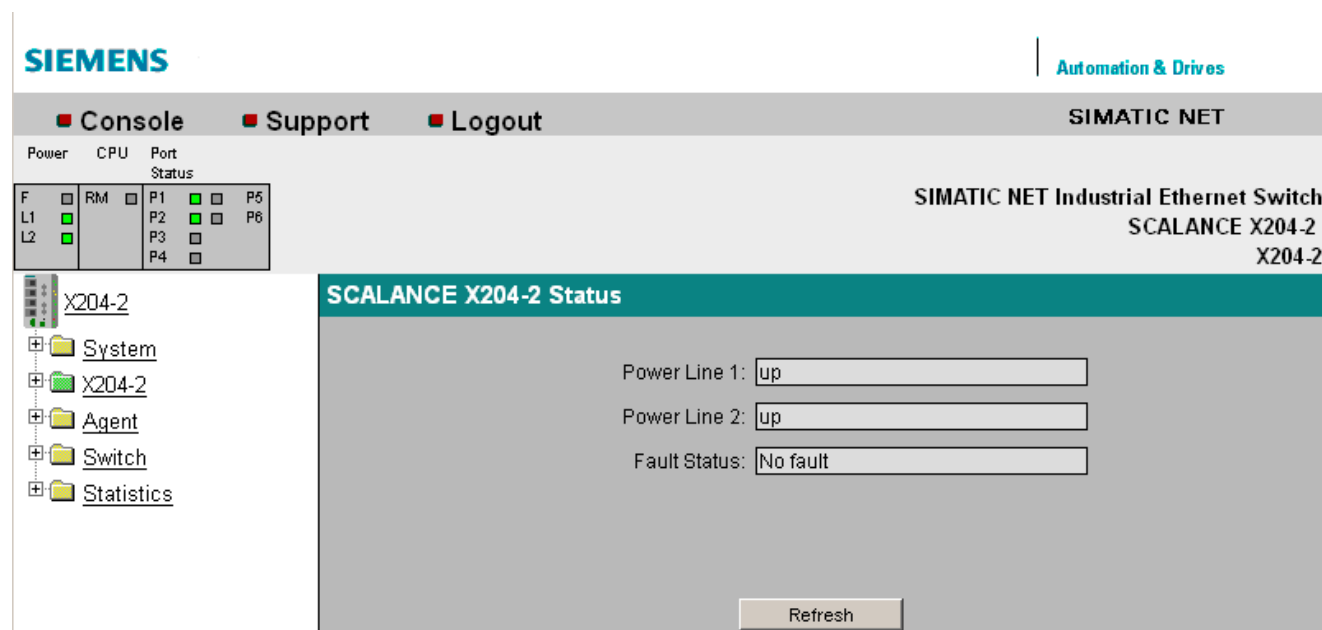 SIEMENS
Automation & Drives
Console Support Logout SIMATIC NET
Power CPU Port Status
F RM P1 P5
L1 P2 P6
L2 P3
P4
SIMATIC NET Industrial Ethernet Switch
SCALANCE X204-2
X204-2
X204-2
System
X204-2
Agent
Switch
Statistics
SCALANCE X204-2 Status
Power Line 1: up
Power Line 2: up
Fault Status: No fault
Refresh